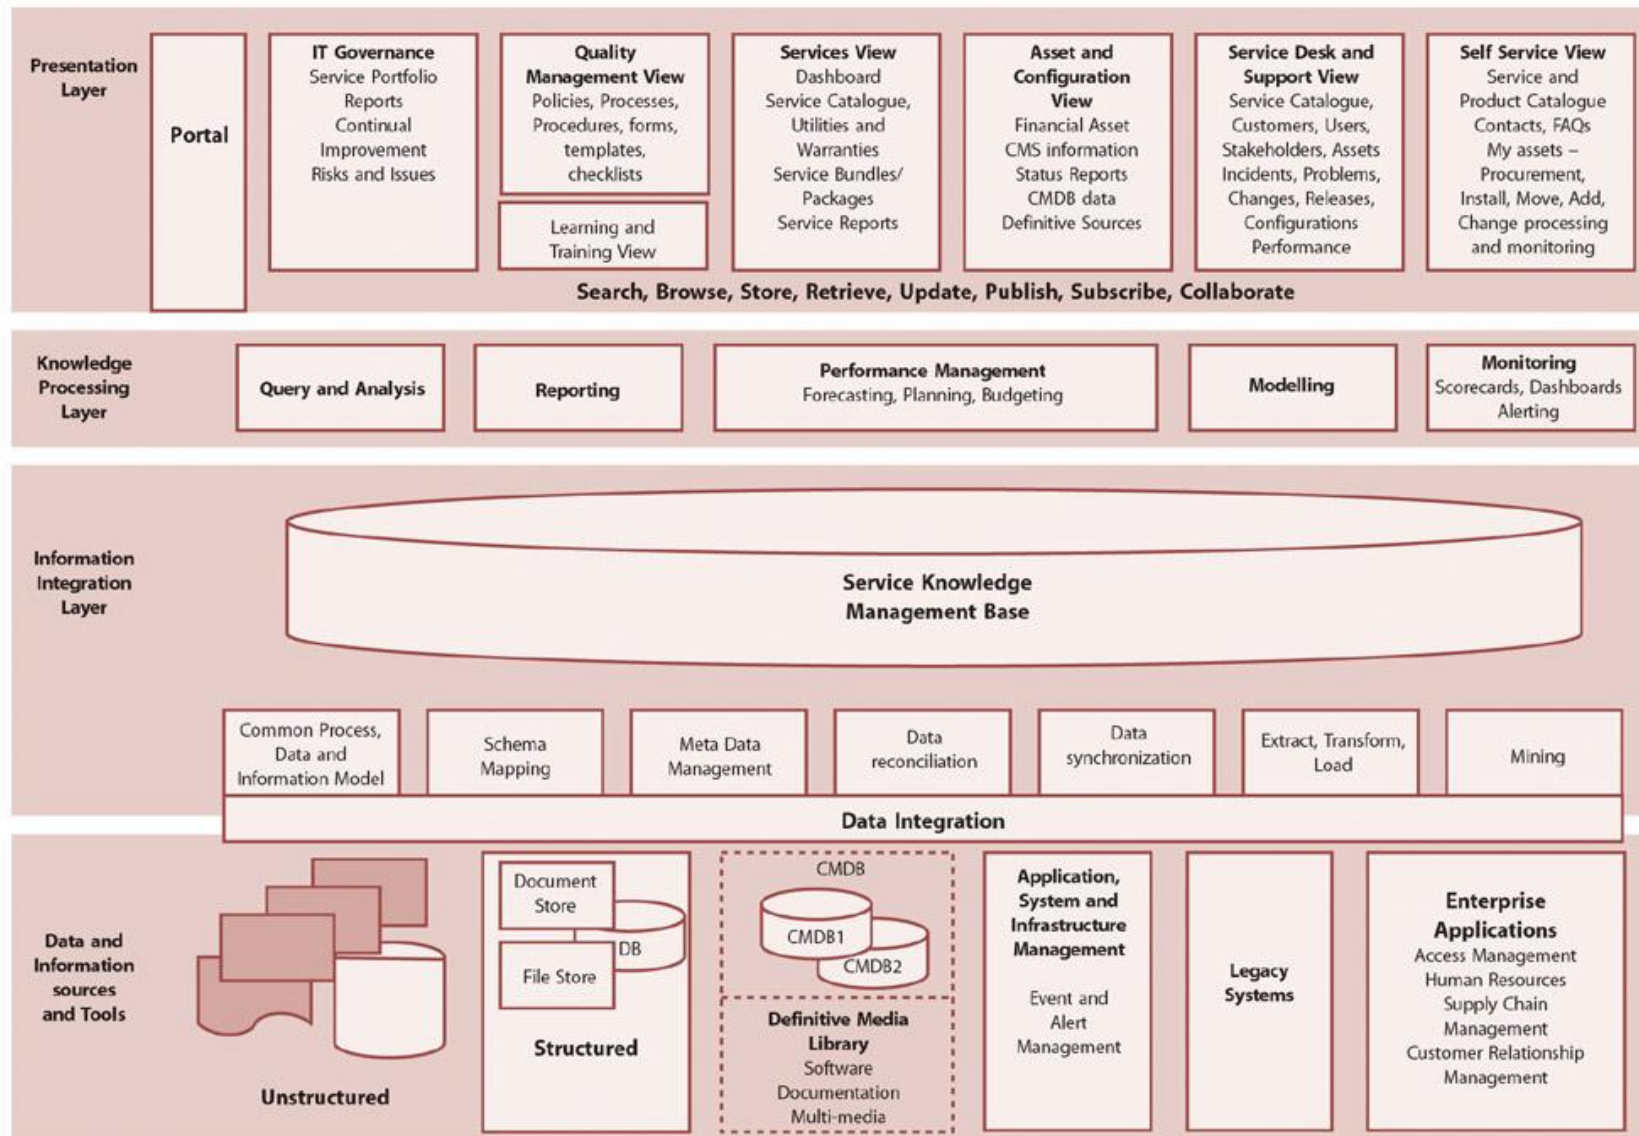 Presentation
Layer
Portal
IT Governance
Service Portfolio
Reports
Continual
Improvement
Risks and Issues
Quality
Management View
Policies, Processes,
Procedures, forms,
templates,
checklists
Learning and
Training View
Services View
Dashboard
Service Catalogue,
Utilities and
Warranties
Service Bundles/
Packages
Service Reports
Asset and
Configuration
View
Financial Asset
CMS information
Status Reports
CMDB data
Definitive Sources
Service Desk and
Support View
Service Catalogue,
Customers, Users,
Stakeholders, Assets
Incidents, Problems,
Changes, Releases,
Configurations
Performance
Self Service View
Service and
Product Catalogue
Contacts, FAQs
My assets –
Procurement,
Install, Move, Add,
Change processing
and monitoring
Search, Browse, Store, Retrieve, Update, Publish, Subscribe, Collaborate
Knowledge
Processing
Layer
Query and Analysis
Reporting
Performance Management
Forecasting, Planning, Budgeting
Modelling
Monitoring
Scorecards, Dashboards
Alerting
Information
Integration
Layer
Service Knowledge
Management Base
Common Process,
Data and
Information Model
Schema
Mapping
Meta Data
Management
Data
reconciliation
Data
synchronization
Extract, Transform,
Load
Mining
Data Integration
Data and
Information
sources
and Tools
Unstructured
Document
Store
DB
File Store
Structured
CMDB
CMDB1
CMDB2
Definitive Media
Library
Software
Documentation
Multi-media
Application,
System and
Infrastructure
Management
Event and
Alert
Management
Legacy
Systems
Enterprise
Applications
Access Management
Human Resources
Supply Chain
Management
Customer Relationship
Management